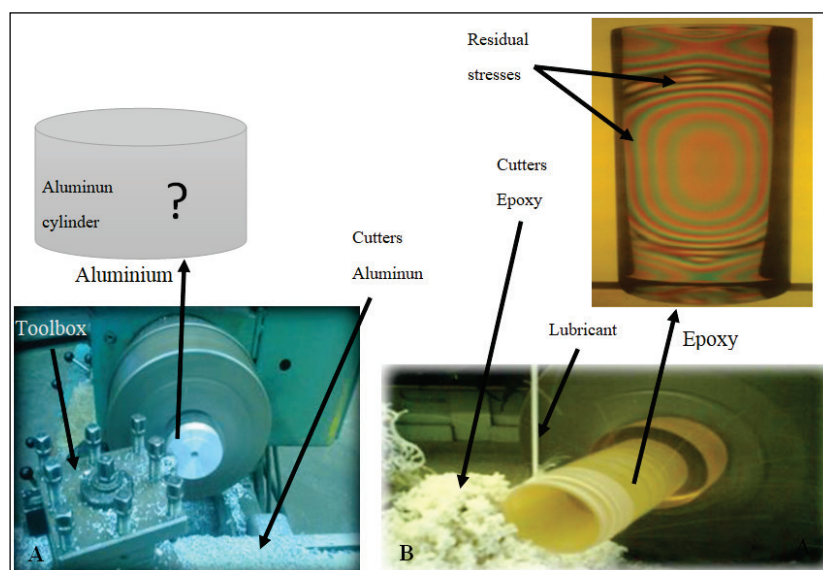 Residual
stresses
Cutters
Epoxy
Aluminun
cylinder
?
Cutters
Aluminun
Aluminium
Toolbox
Lubricant
Epoxy
A
B
A